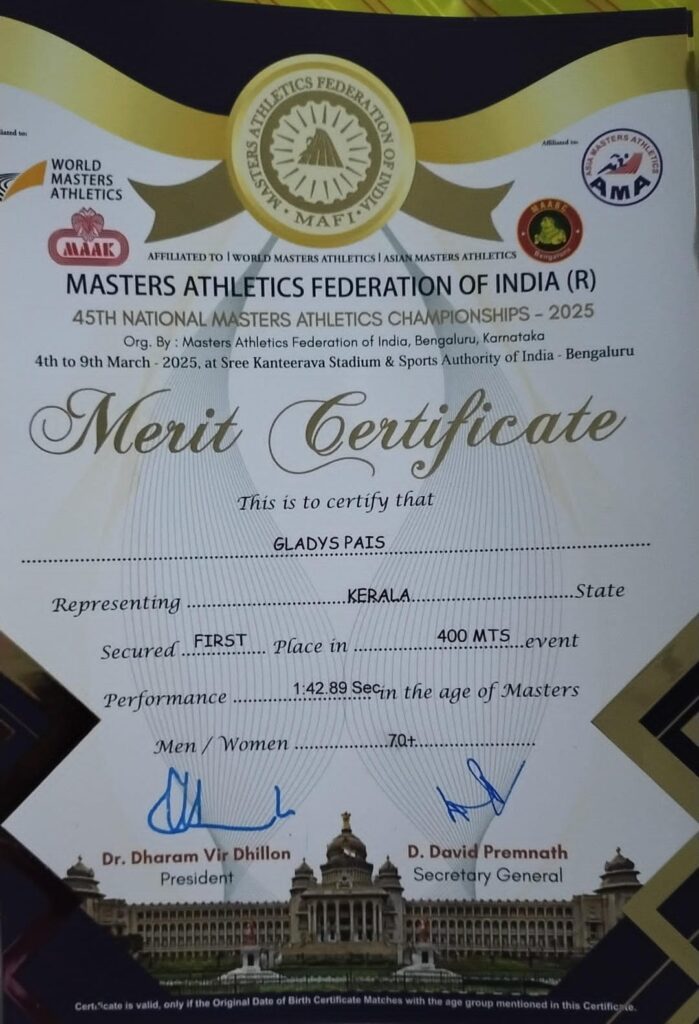 MASTERS ATHLETICS FEDERATION OF INDIA
• MAFI •
WORLD
MASTERS
ATHLETICS
Affiliated to:
ASIA MASTERS ATHLETICS
AMA
MAAK
Bengaluru
AFFILIATED TO | WORLD MASTERS ATHLETICS | ASIAN MASTERS ATHLETICS
MASTERS ATHLETICS FEDERATION OF INDIA (R)
45TH NATIONAL MASTERS ATHLETICS CHAMPIONSHIPS – 2025
Org. By : Masters Athletics Federation of India, Bengaluru, Karnataka
4th to 9th March - 2025, at Sree Kanteerava Stadium & Sports Authority of India - Bengaluru
Merit Certificate
This is to certify that
GLADYS PAIS
Representing KERALA State
Secured FIRST Place in 400 MTS event
Performance 1:42.89 Sec in the age of Masters
Men / Women 70+
Dr. Dharam Vir Dhillon
President
D. David Premnath
Secretary General
Certificate is valid, only if the Original Date of Birth Certificate Matches with the age group mentioned in this Certificate.